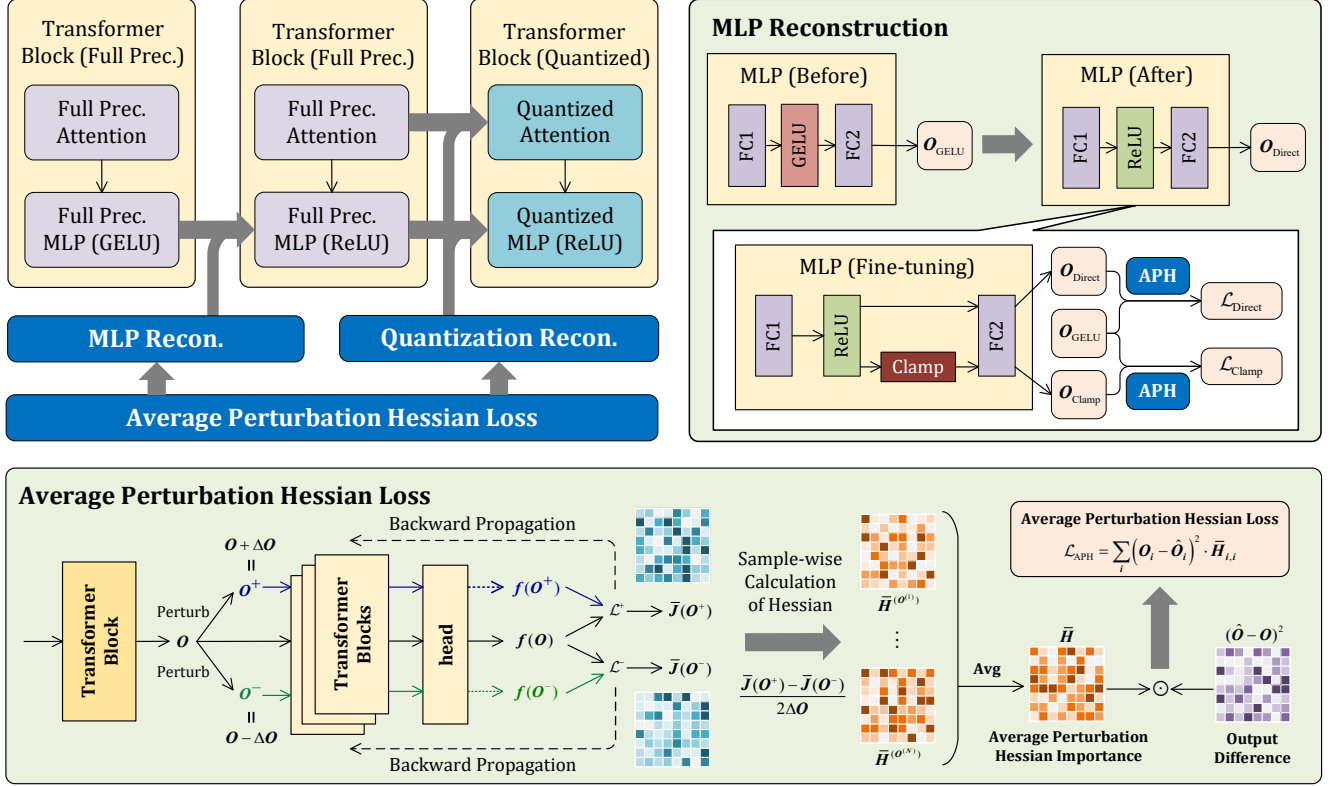 Transformer
Block (Full Prec.)
Full Prec.
Attention
Full Prec.
MLP (GELU)
Transformer
Block (Full Prec.)
Full Prec.
Attention
Full Prec.
MLP (ReLU)
Transformer
Block (Quantized)
Quantized
Attention
Quantized
MLP (ReLU)
MLP Recon.
Quantization Recon.
Average Perturbation Hessian Loss
MLP Reconstruction
MLP (Before)
FC1
GELU
FC2
O_GELU
MLP (After)
FC1
ReLU
FC2
O_Direct
MLP (Fine-tuning)
FC1
ReLU
Clamp
FC2
O_Direct
O_GELU
O_Clamp
APH
APH
ℒ_Direct
ℒ_Clamp
Average Perturbation Hessian Loss
Transformer
Block
O
Perturb
Perturb
O + ΔO
=
O⁺
O⁻
=
O − ΔO
Backward Propagation
Transformer
Blocks
head
f(O⁺)
f(O)
f(O⁻)
ℒ⁺
J̄(O⁺)
ℒ⁻
J̄(O⁻)
Backward Propagation
Sample-wise
Calculation
of Hessian
J̄(O⁺) − J̄(O⁻)
2ΔO
H̄^(O^(1))
⋮
H̄^(O^(N))
Avg
H̄
Average Perturbation
Hessian Importance
⊙
(Ô − O)²
Output
Difference
Average Perturbation Hessian Loss
ℒ_APH = ∑_i (O_i − Ô_i)² · H̄_i,i